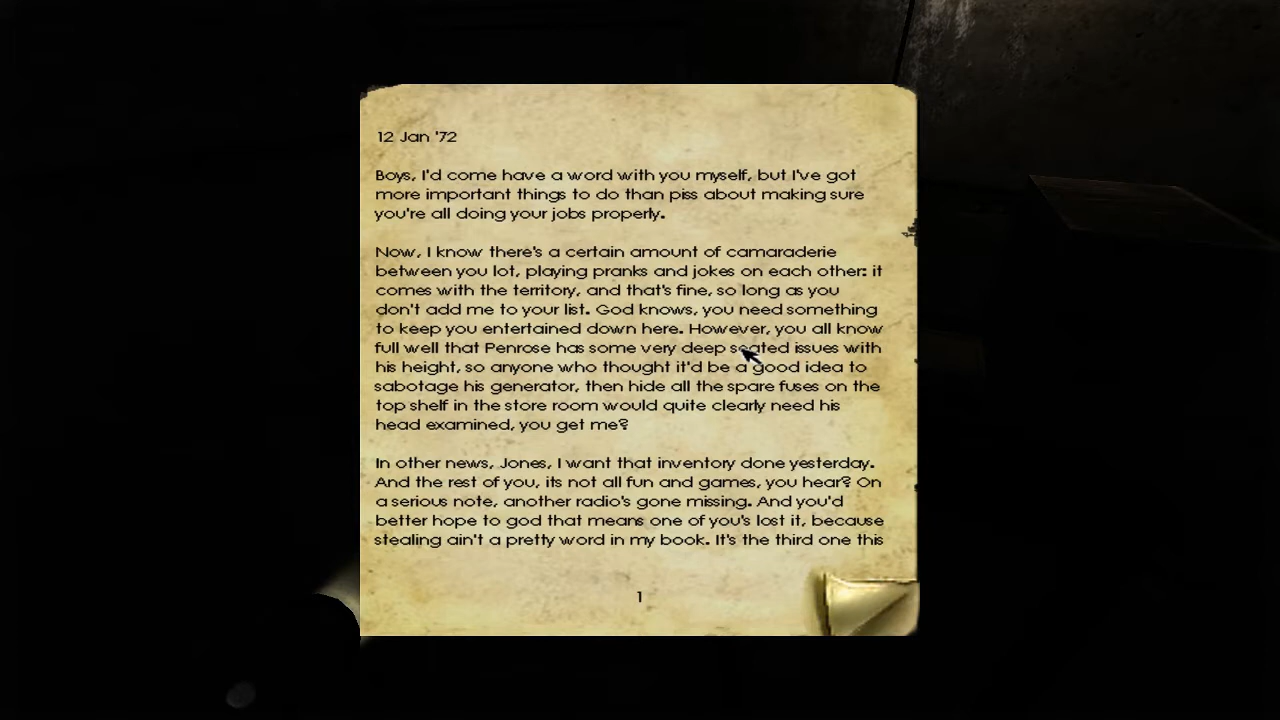 12 Jan '72
Boys, I'd come have a word with you myself, but I've got
more important things to do than piss about making sure
you're all doing your jobs properly.
Now, I know there's a certain amount of camaraderie
between you lot, playing pranks and jokes on each other: it
comes with the territory, and that's fine, so long as you
don't add me to your list. God knows, you need something
to keep you entertained down here. However, you all know
full well that Penrose has some very deep seated issues with
his height, so anyone who thought it'd be a good idea to
sabotage his generator, then hide all the spare fuses on the
top shelf in the store room would quite clearly need his
head examined, you get me?
In other news, Jones, I want that inventory done yesterday.
And the rest of you, its not all fun and games, you hear? On
a serious note, another radio's gone missing. And you'd
better hope to god that means one of you's lost it, because
stealing ain't a pretty word in my book. It's the third one this
1